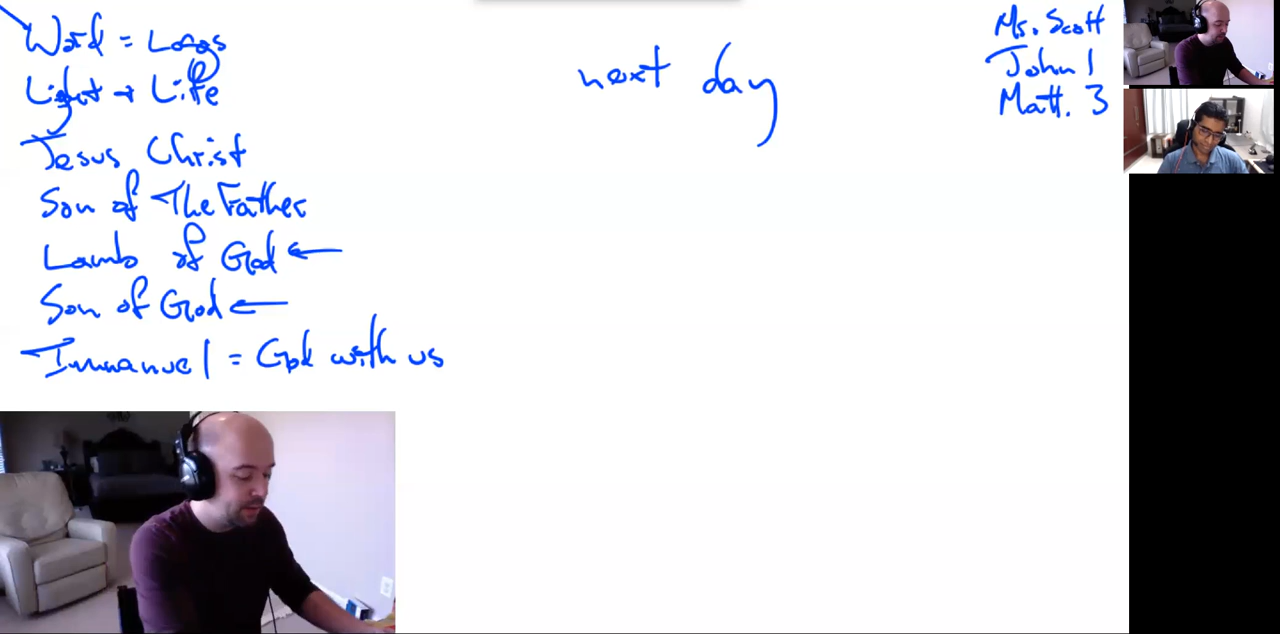 Word = Logos
Light + Life
Jesus Christ
Son of The Father
Lamb of God ←
Son of God ←
Immanuel = God with us
next day
Ms. Scott
John 1
Matt. 3